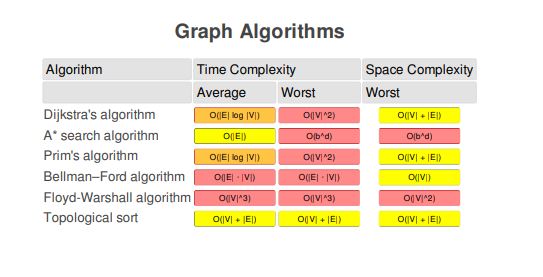 Graph Algorithms
Algorithm Time Complexity Space Complexity
Average Worst Worst
Dijkstra's algorithm O(|E| log |V|) O(|V|^2) O(|V| + |E|)
A* search algorithm O(|E|) O(b^d) O(b^d)
Prim's algorithm O(|E| log |V|) O(|V|^2) O(|V| + |E|)
Bellman–Ford algorithm O(|E| · |V|) O(|E| · |V|) O(|V|)
Floyd-Warshall algorithm O(|V|^3) O(|V|^3) O(|V|^2)
Topological sort O(|V| + |E|) O(|V| + |E|) O(|V| + |E|)